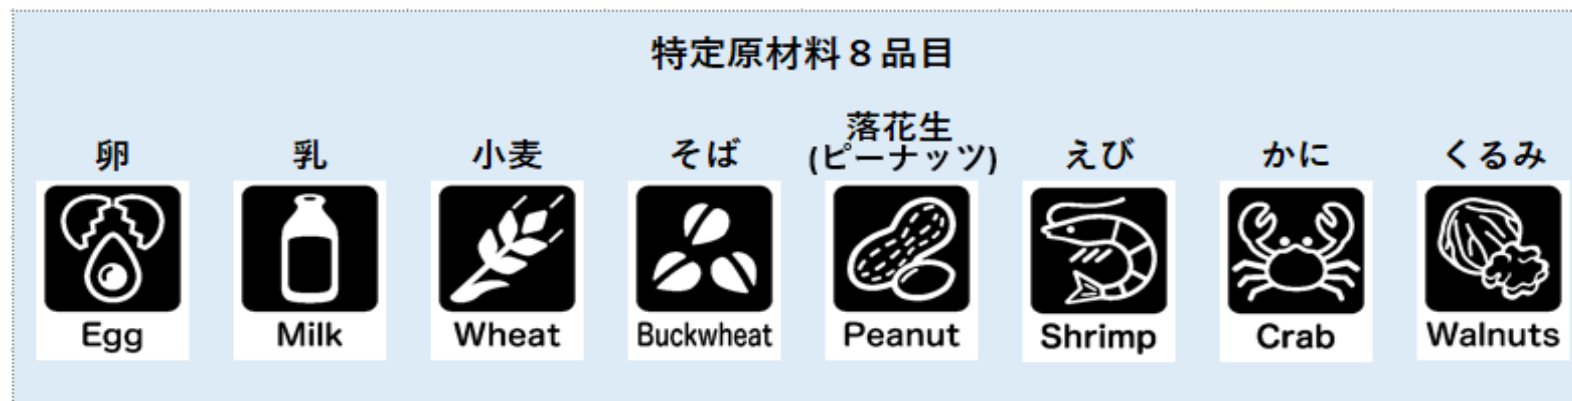 特定原材料８品目
卵
乳
小麦
そば
落花生
(ピーナッツ)
えび
かに
くるみ
Egg
Milk
Wheat
Buckwheat
Peanut
Shrimp
Crab
Walnuts